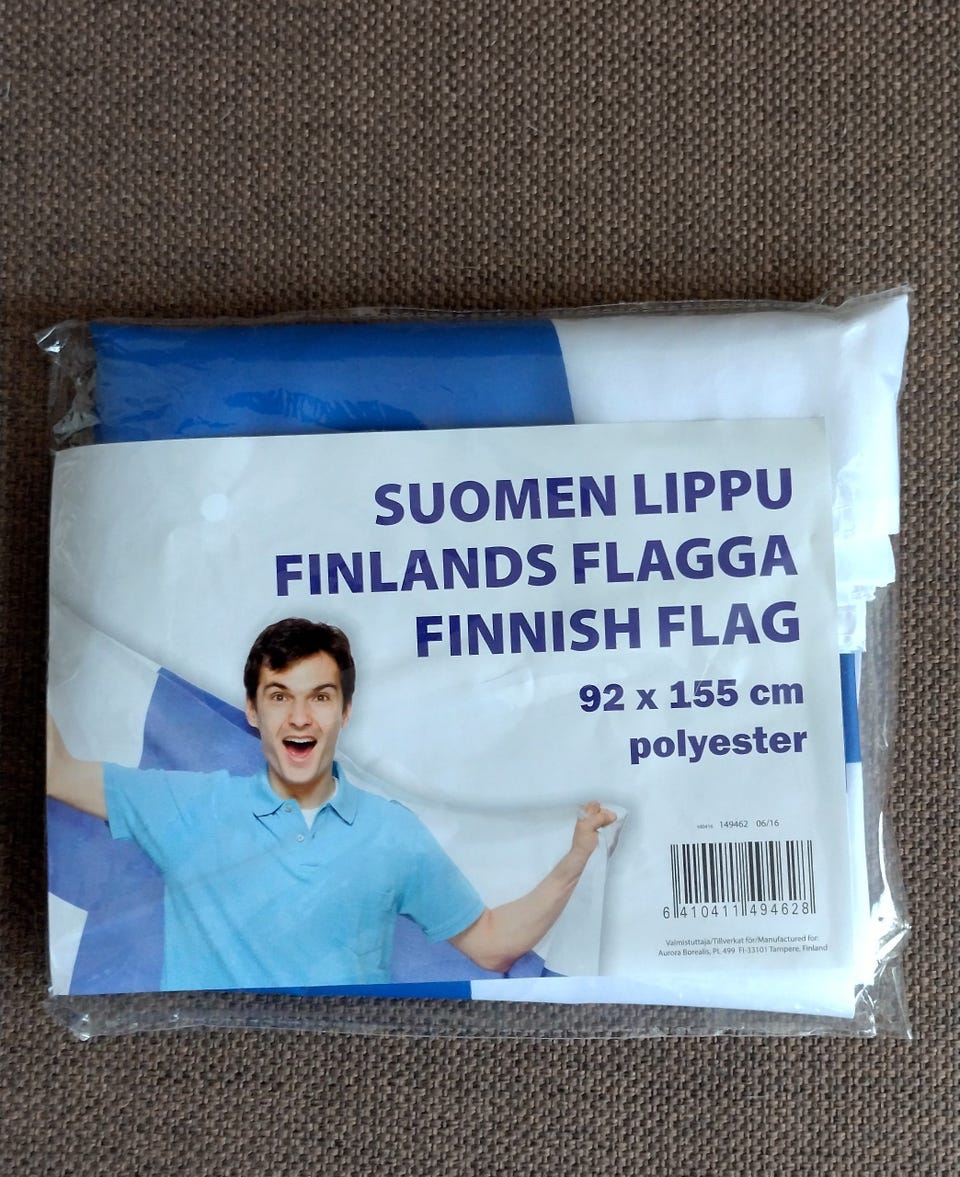 SUOMEN LIPPU
FINLANDS FLAGGA
FINNISH FLAG
92 x 155 cm
polyester
149462 06/16
6 410411 494628
Valmistuttaja/Tillverkat för/Manufactured for:
Aurora Borealis, PL 499 FI-33101 Tampere, Finland